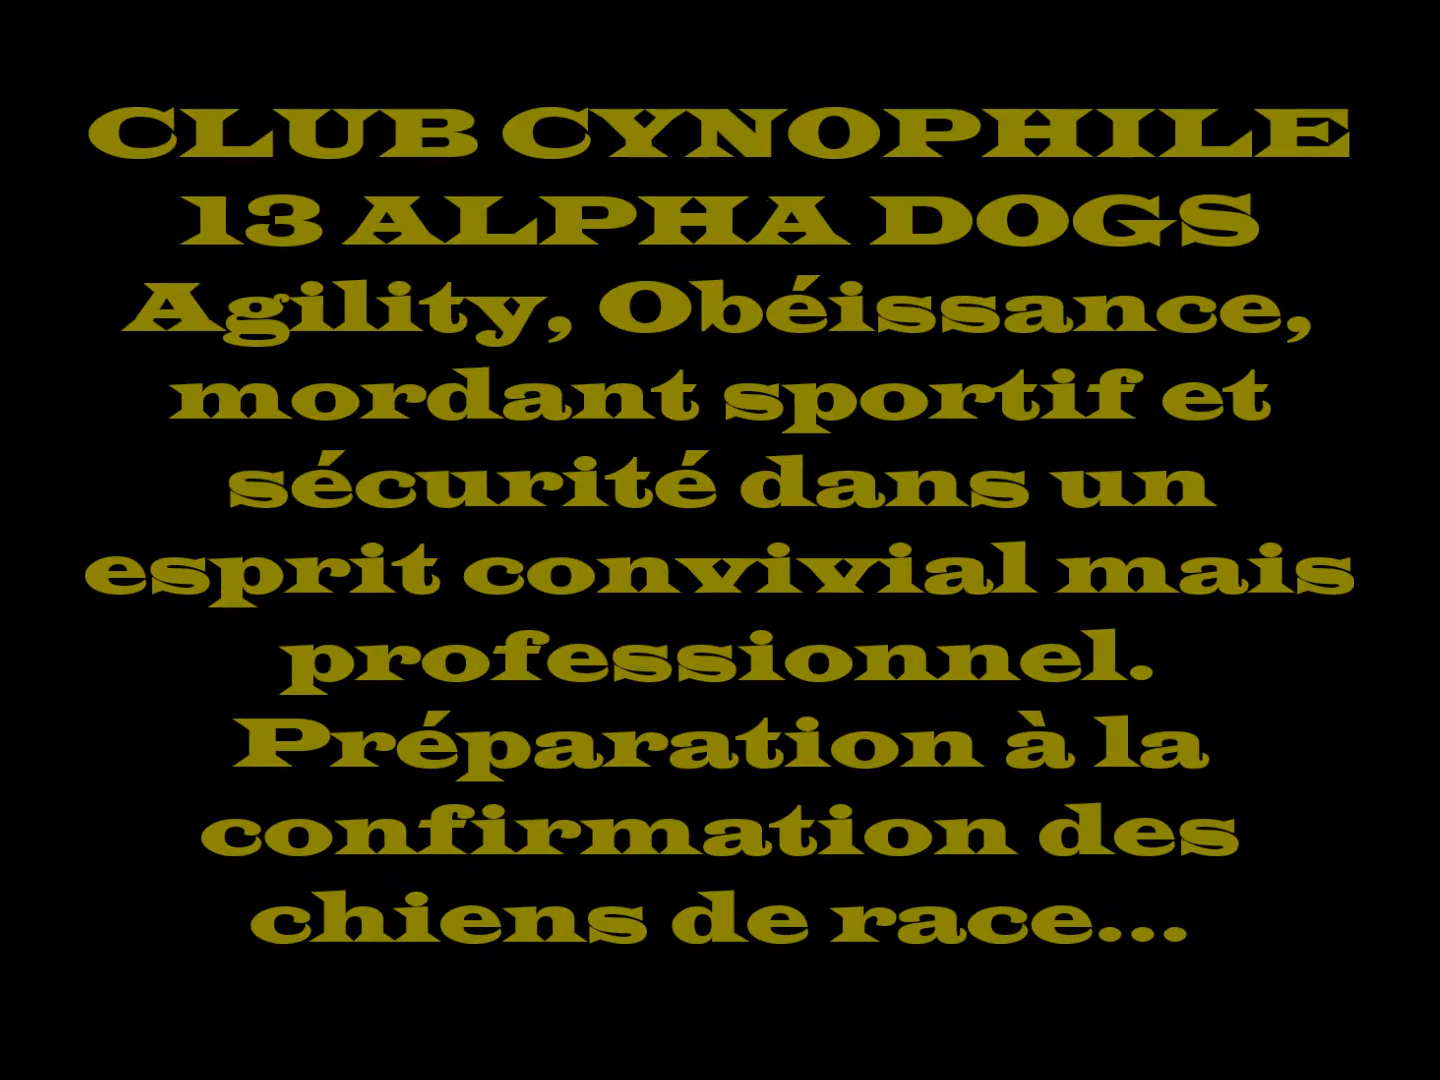 CLUB CYNOPHILE
13 ALPHA DOGS
Agility, Obéissance,
mordant sportif et
sécurité dans un
esprit convivial mais
professionnel.
Préparation à la
confirmation des
chiens de race...